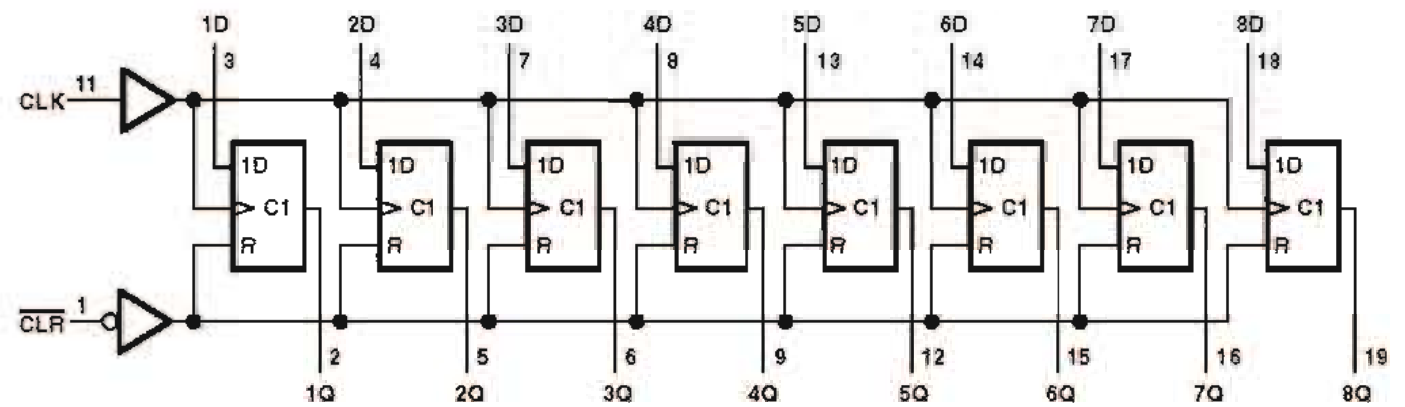 1D 2D 3D 4D 5D 6D 7D 8D
3 4 7 8 13 14 17 18
CLK 11
1D 1D 1D 1D 1D 1D 1D 1D
C1 C1 C1 C1 C1 C1 C1 C1
R R R R R R R R
CLR 1
2 5 6 9 12 15 16 19
1Q 2Q 3Q 4Q 5Q 6Q 7Q 8Q